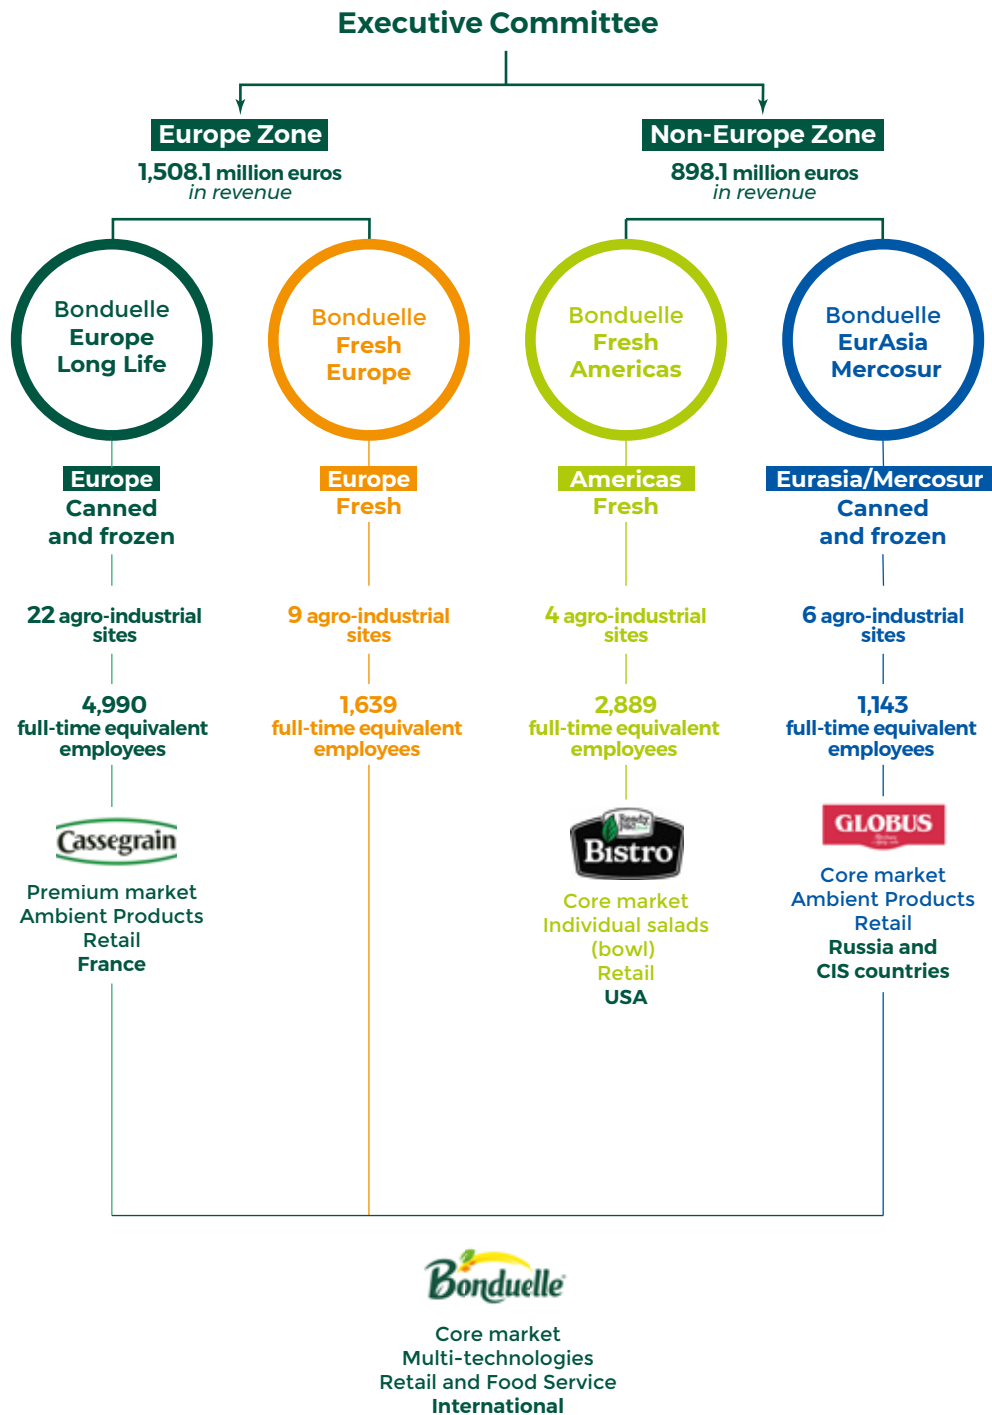 Executive Committee
Europe Zone
1,508.1 million euros
in revenue
Non-Europe Zone
898.1 million euros
in revenue
Bonduelle
Europe
Long Life
Bonduelle
Fresh
Europe
Bonduelle
Fresh
Americas
Bonduelle
EurAsia
Mercosur
Europe
Canned
and frozen
22 agro-industrial
sites
4,990
full-time equivalent
employees
Cassegrain
Premium market
Ambient Products
Retail
France
Europe
Fresh
9 agro-industrial
sites
1,639
full-time equivalent
employees
Americas
Fresh
4 agro-industrial
sites
2,889
full-time equivalent
employees
Ready
pac
Bistro
Core market
Individual salads
(bowl)
Retail
USA
Eurasia/Mercosur
Canned
and frozen
6 agro-industrial
sites
1,143
full-time equivalent
employees
GLOBUS
Core market
Ambient Products
Retail
Russia and
CIS countries
Bonduelle
Core market
Multi-technologies
Retail and Food Service
International